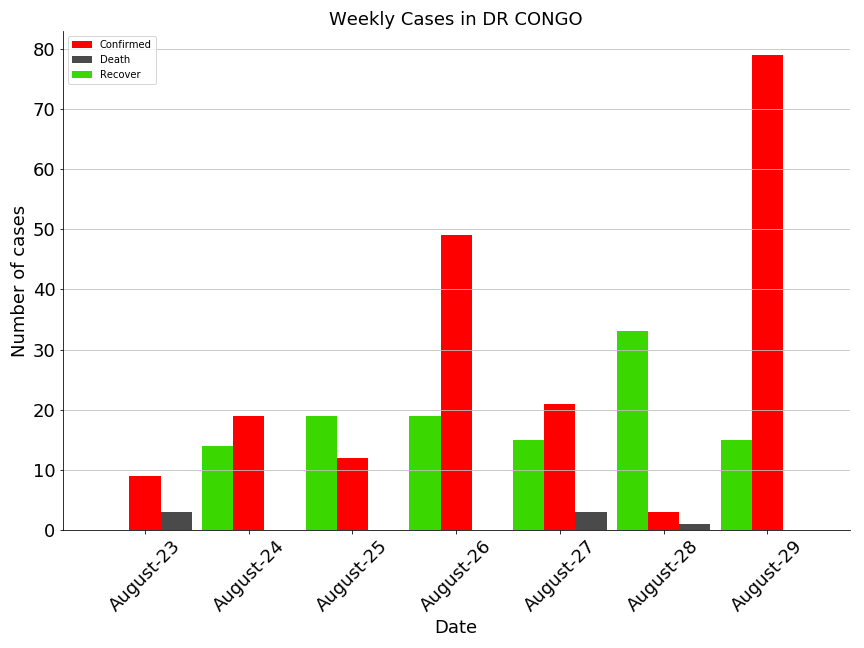 Weekly Cases in DR CONGO
Confirmed
Death
Recover
80
70
60
50
40
30
20
10
0
Number of cases
August-23
August-24
August-25
August-26
August-27
August-28
August-29
Date